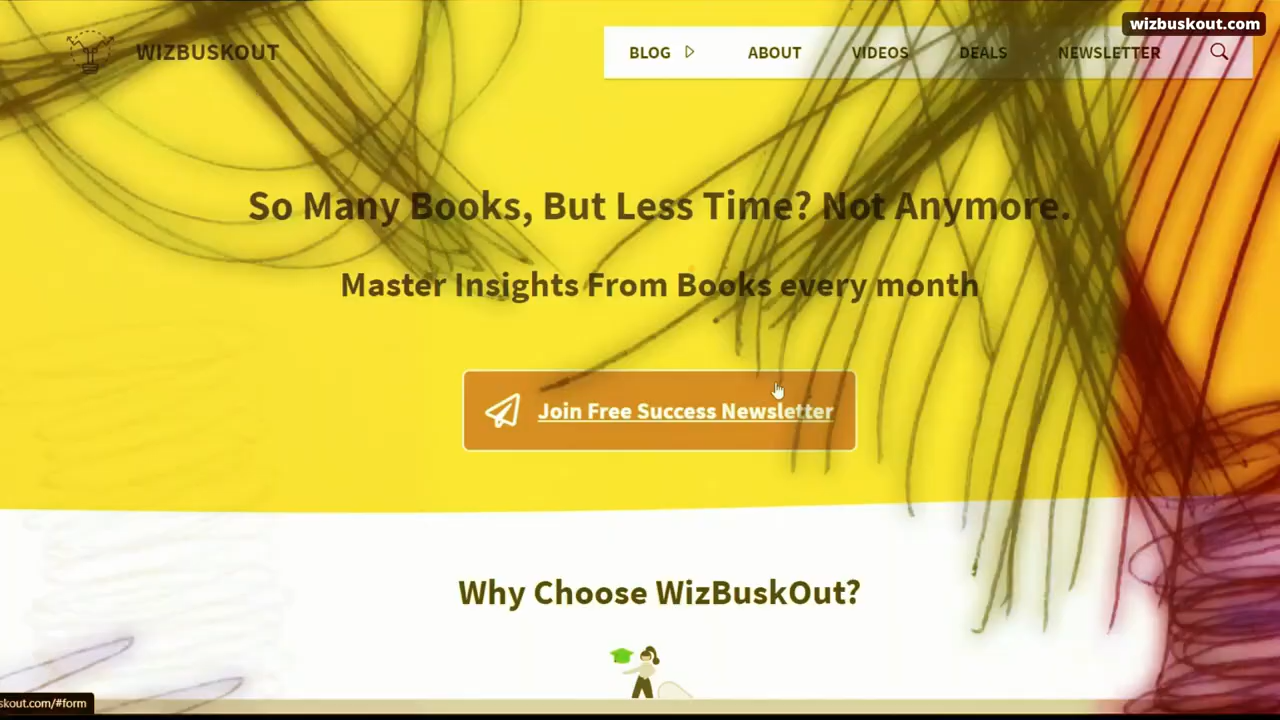 wizbuskout.com
WIZBUSKOUT
BLOG ABOUT VIDEOS DEALS NEWSLETTER
So Many Books, But Less Time? Not Anymore.
Master Insights From Books every month
Join Free Success Newsletter
Why Choose WizBuskOut?
skout.com/#form